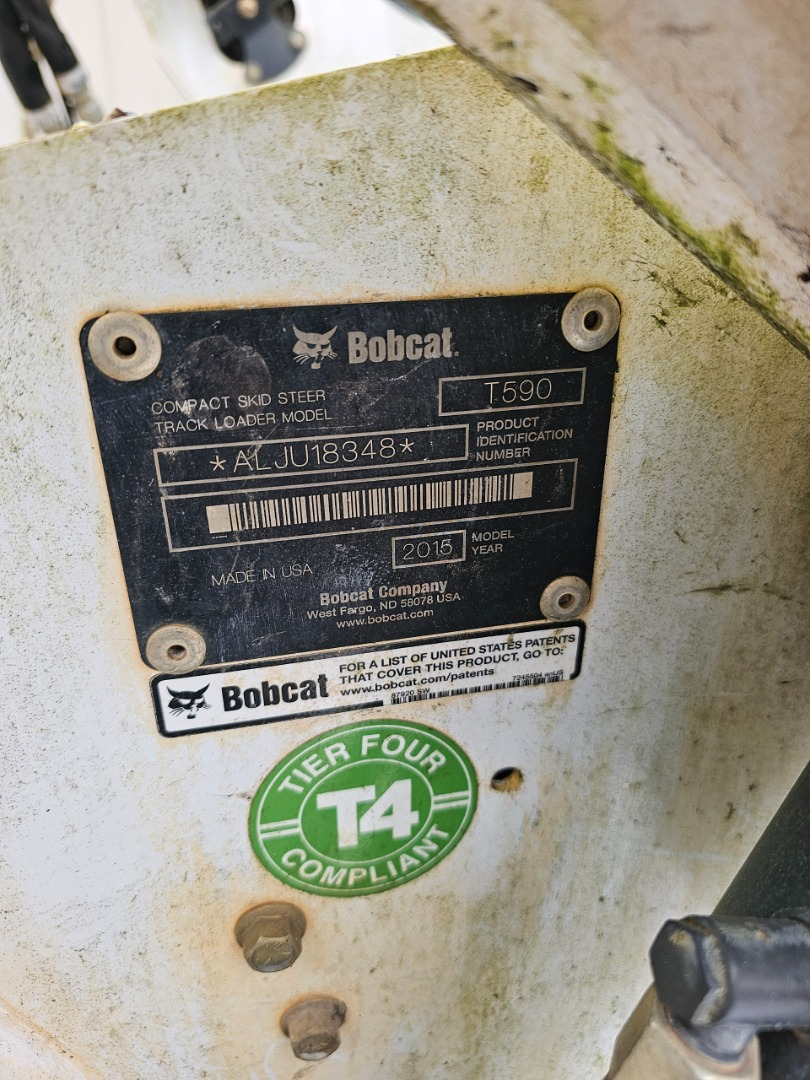 Bobcat.
COMPACT SKID STEER
TRACK LOADER MODEL
T590
*ALJU18348*
PRODUCT
IDENTIFICATION
NUMBER
2015
MODEL
YEAR
MADE IN USA
Bobcat Company
West Fargo, ND 58078 USA
www.bobcat.com
Bobcat
FOR A LIST OF UNITED STATES PATENTS
THAT COVER THIS PRODUCT, GO TO:
www.bobcat.com/patents
87920 SW
TIER FOUR
T4
COMPLIANT